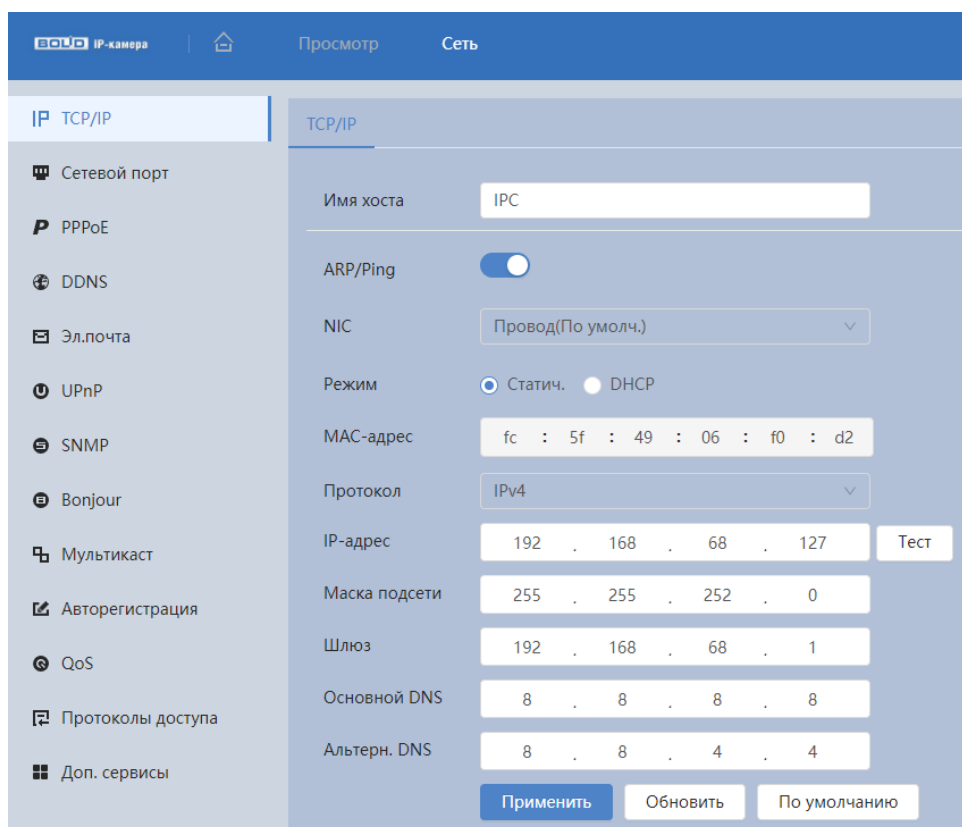 BOLID IP-камера
Просмотр
Сеть
TCP/IP
Сетевой порт
PPPoE
DDNS
Эл.почта
UPnP
SNMP
Bonjour
Мультикаст
Авторегистрация
QoS
Протоколы доступа
Доп. сервисы
TCP/IP
Имя хоста IPC
ARP/Ping
NIC Провод(По умолч.)
Режим Статич. DHCP
MAC-адрес fc : 5f : 49 : 06 : f0 : d2
Протокол IPv4
IP-адрес 192 . 168 . 68 . 127 Тест
Маска подсети 255 . 255 . 252 . 0
Шлюз 192 . 168 . 68 . 1
Основной DNS 8 . 8 . 8 . 8
Альтерн. DNS 8 . 8 . 4 . 4
Применить Обновить По умолчанию